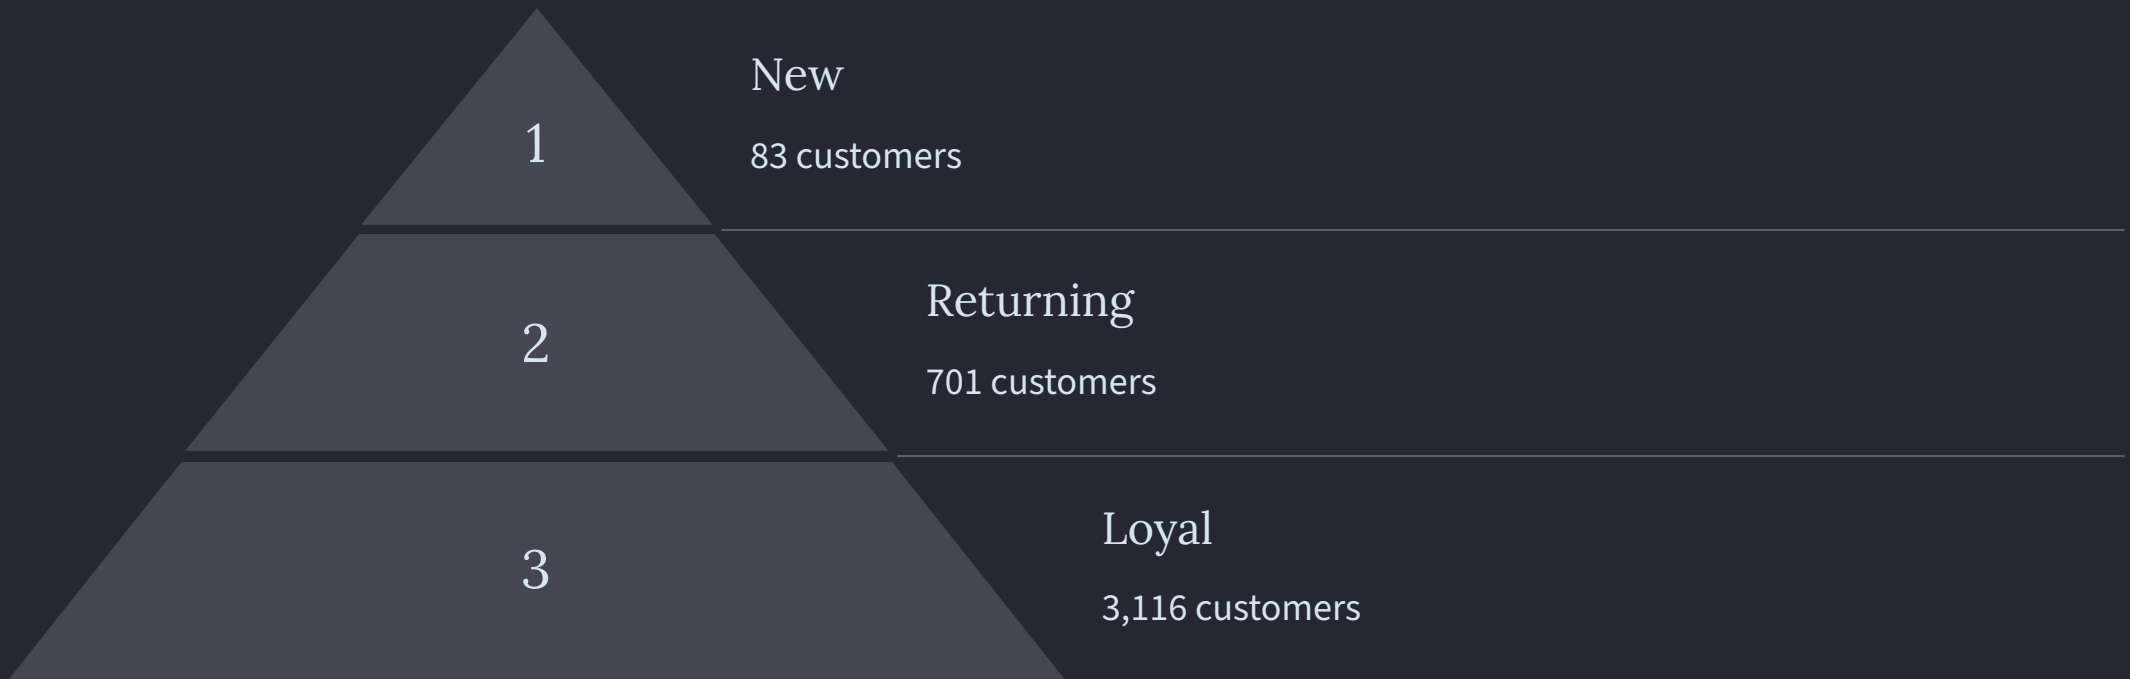 1
New
83 customers
2
Returning
701 customers
3
Loyal
3,116 customers